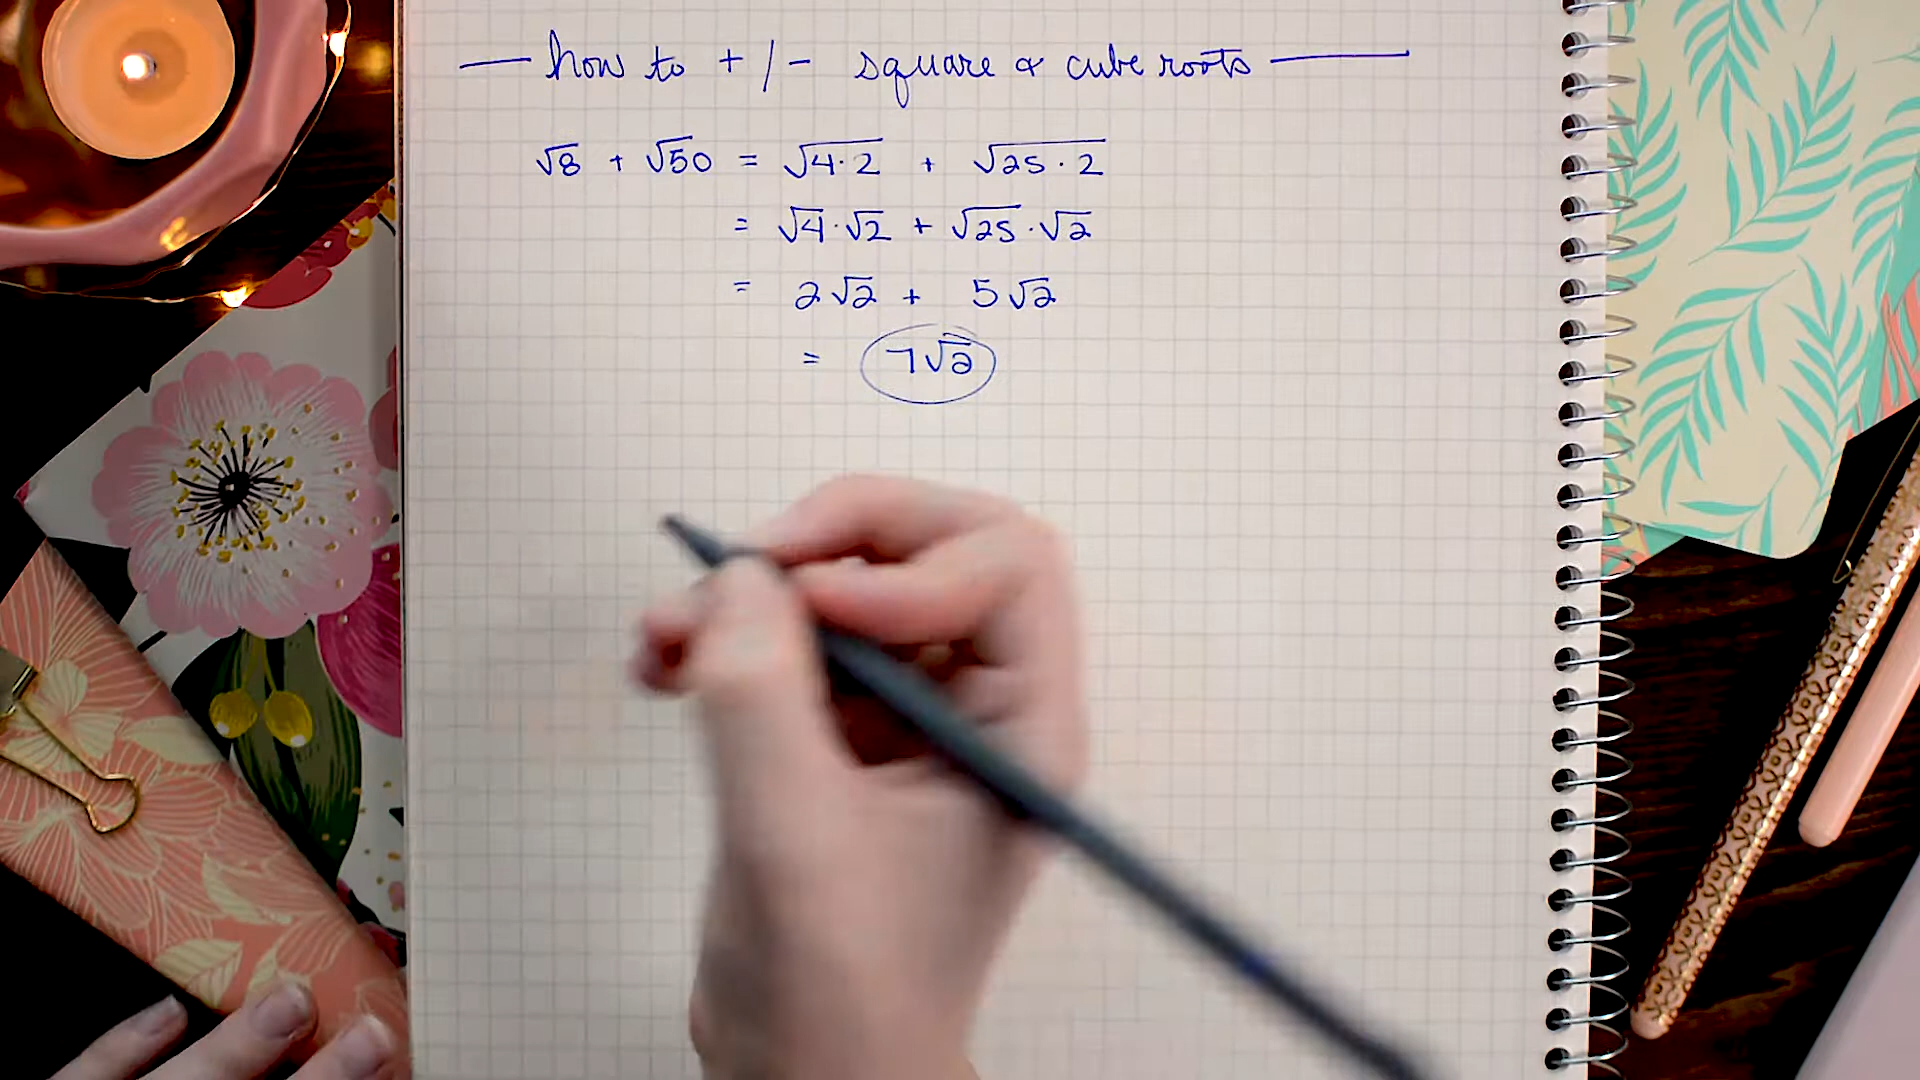 how to + / - square & cube roots
√8 + √50 = √4·2 + √25·2
= √4·√2 + √25·√2
= 2√2 + 5√2
= 7√2